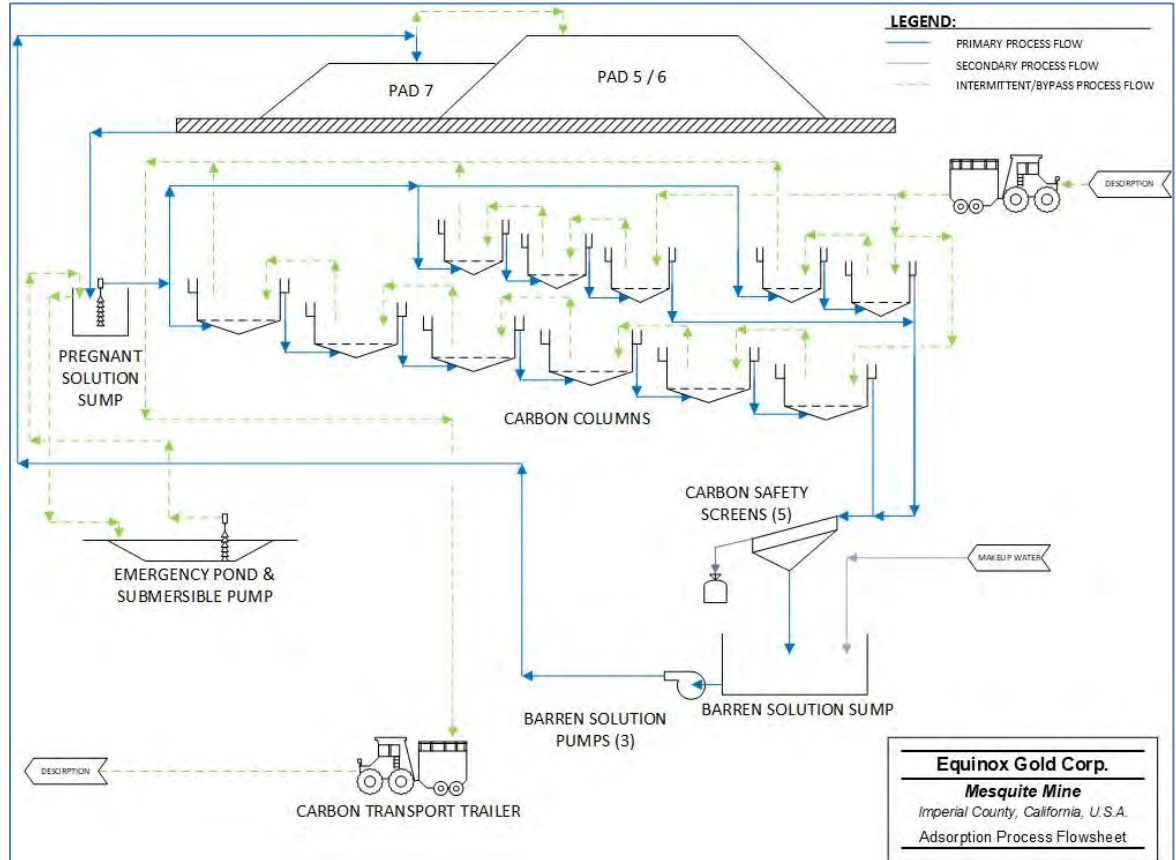 LEGEND:
PRIMARY PROCESS FLOW
SECONDARY PROCESS FLOW
INTERMITTENT/BYPASS PROCESS FLOW
PAD 7
PAD 5 / 6
DESORPTION
PREGNANT
SOLUTION
SUMP
CARBON COLUMNS
CARBON SAFETY
SCREENS (5)
MAKEUP WATER
EMERGENCY POND &
SUBMERSIBLE PUMP
BARREN SOLUTION SUMP
BARREN SOLUTION
PUMPS (3)
DESORPTION
CARBON TRANSPORT TRAILER
Equinox Gold Corp.
Mesquite Mine
Imperial County, California, U.S.A.
Adsorption Process Flowsheet